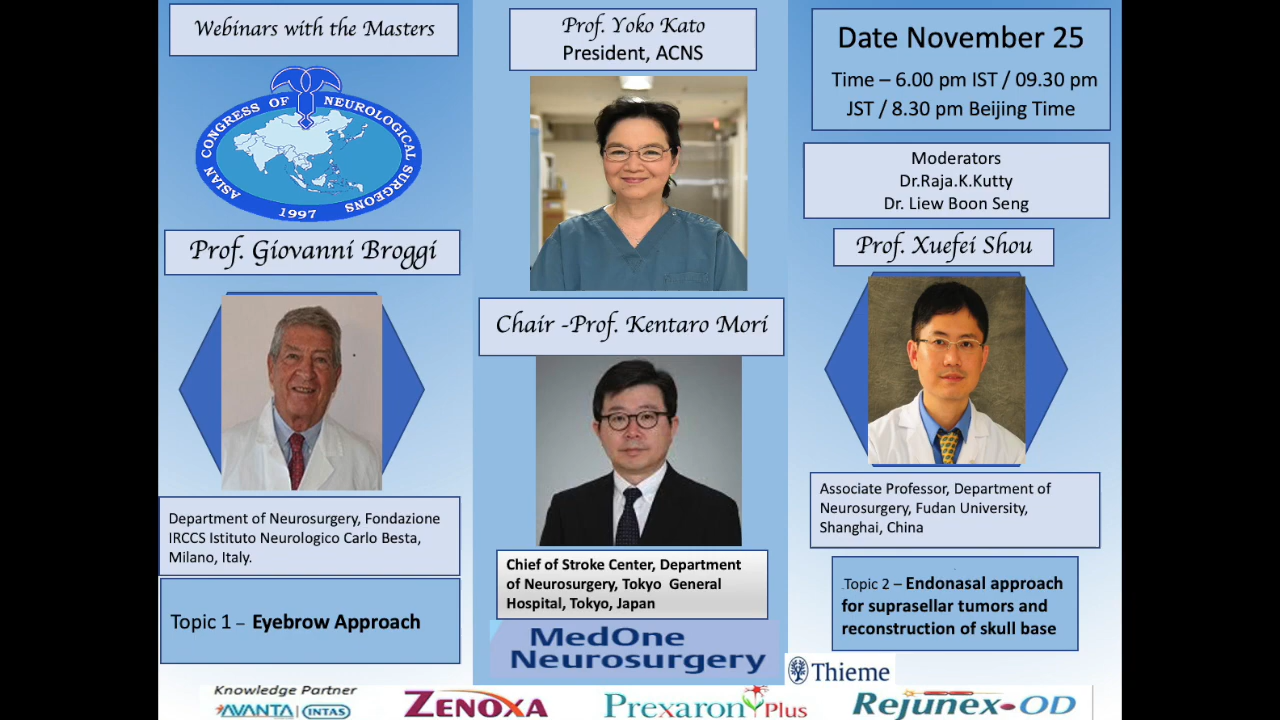 Webinars with the Masters
ASIAN CONGRESS OF NEUROLOGICAL SURGEONS
1997
Prof. Giovanni Broggi
Department of Neurosurgery, Fondazione
IRCCS Istituto Neurologico Carlo Besta,
Milano, Italy.
Topic 1 – Eyebrow Approach
Prof. Yoko Kato
President, ACNS
Chair -Prof. Kentaro Mori
Chief of Stroke Center, Department
of Neurosurgery, Tokyo General
Hospital, Tokyo, Japan
MedOne
Neurosurgery
Date November 25
Time – 6.00 pm IST / 09.30 pm
JST / 8.30 pm Beijing Time
Moderators
Dr.Raja.K.Kutty
Dr. Liew Boon Seng
Prof. Xuefei Shou
Associate Professor, Department of
Neurosurgery, Fudan University,
Shanghai, China
Topic 2 – Endonasal approach
for suprasellar tumors and
reconstruction of skull base
Thieme
Knowledge Partner
AVANTA INTAS
ZENOXA
Prexaron Plus
Rejunex-OD